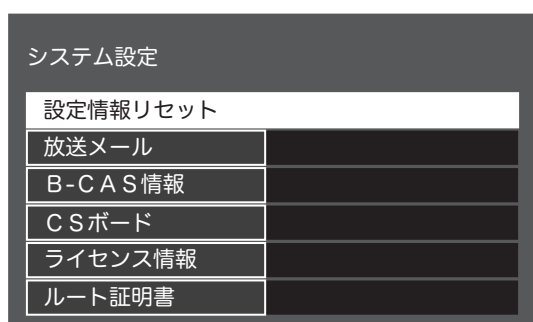 システム設定
設定情報リセット
放送メール
B-CAS情報
CSボード
ライセンス情報
ルート証明書